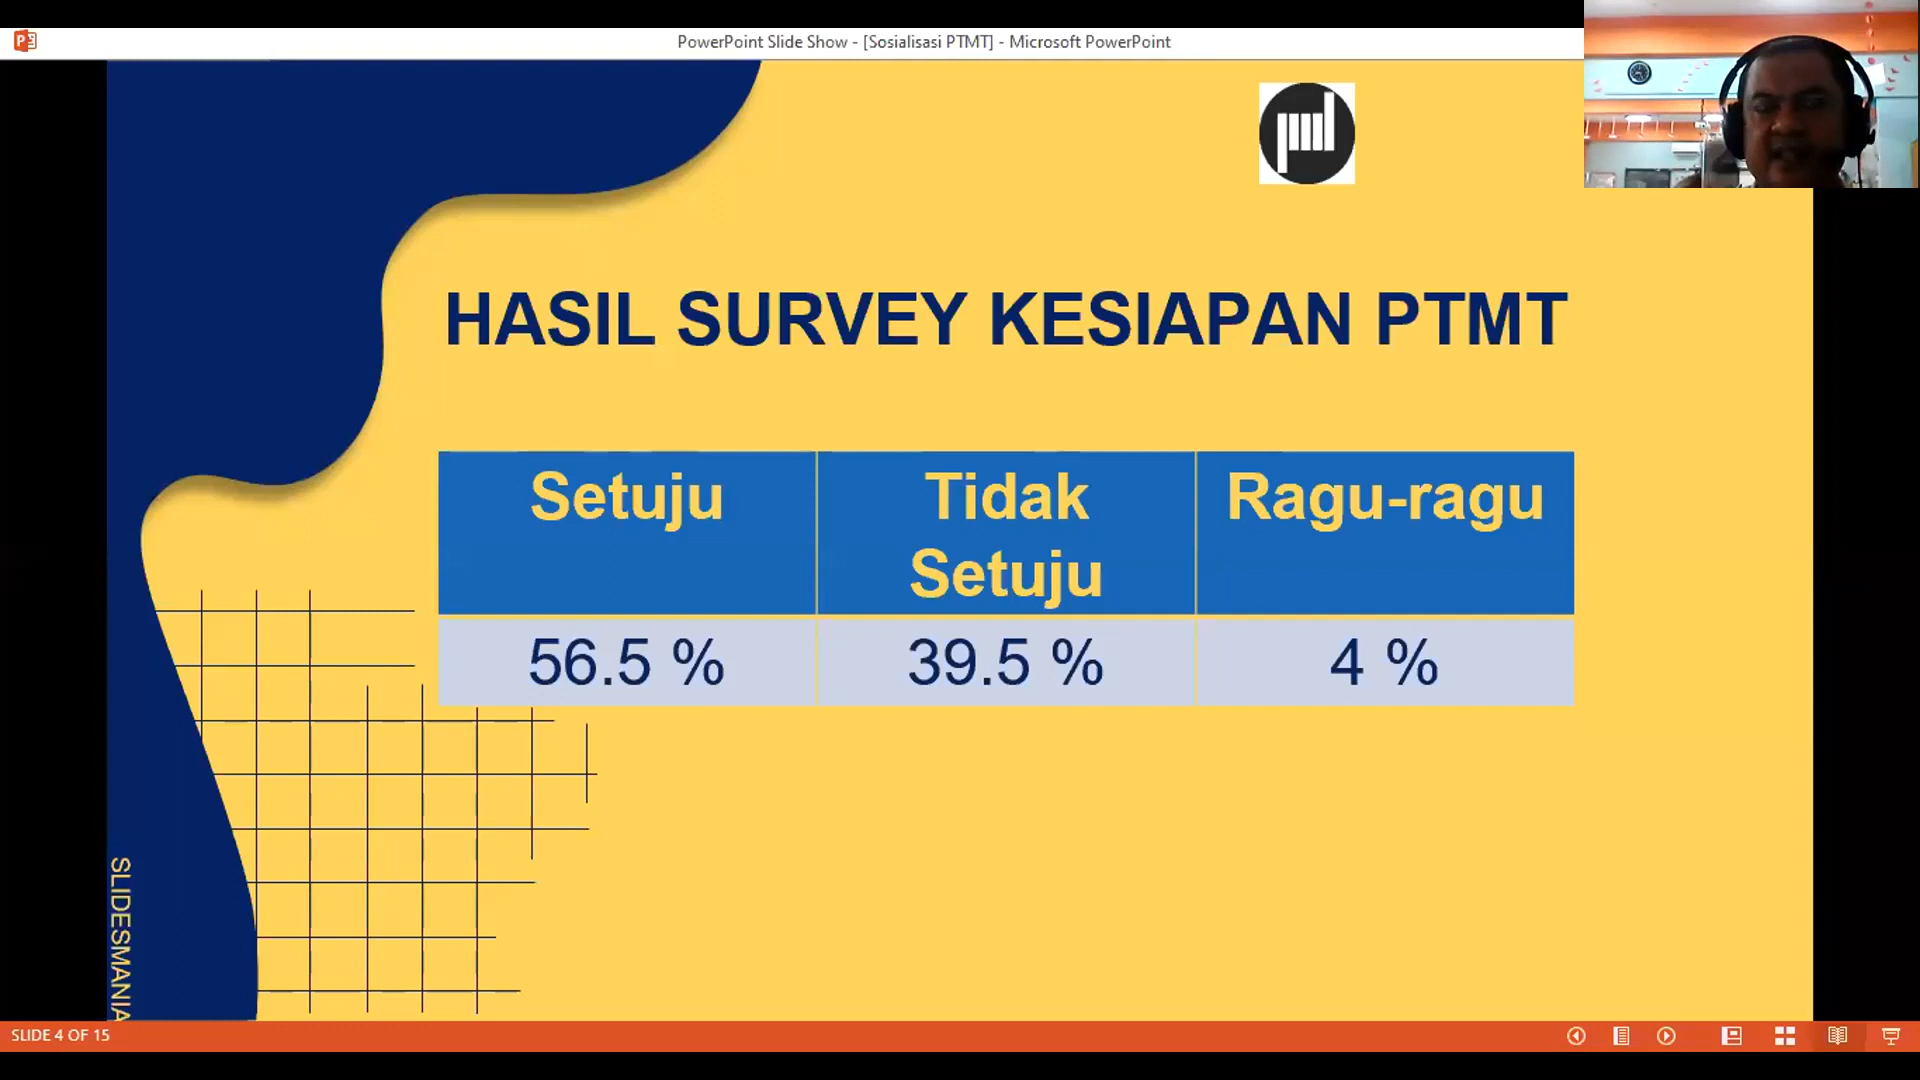 PowerPoint Slide Show - [Sosialisasi PTMT] - Microsoft PowerPoint
HASIL SURVEY KESIAPAN PTMT
Setuju
Tidak
Setuju
Ragu-ragu
56.5 %
39.5 %
4 %
SLIDESMANIA
SLIDE 4 OF 15